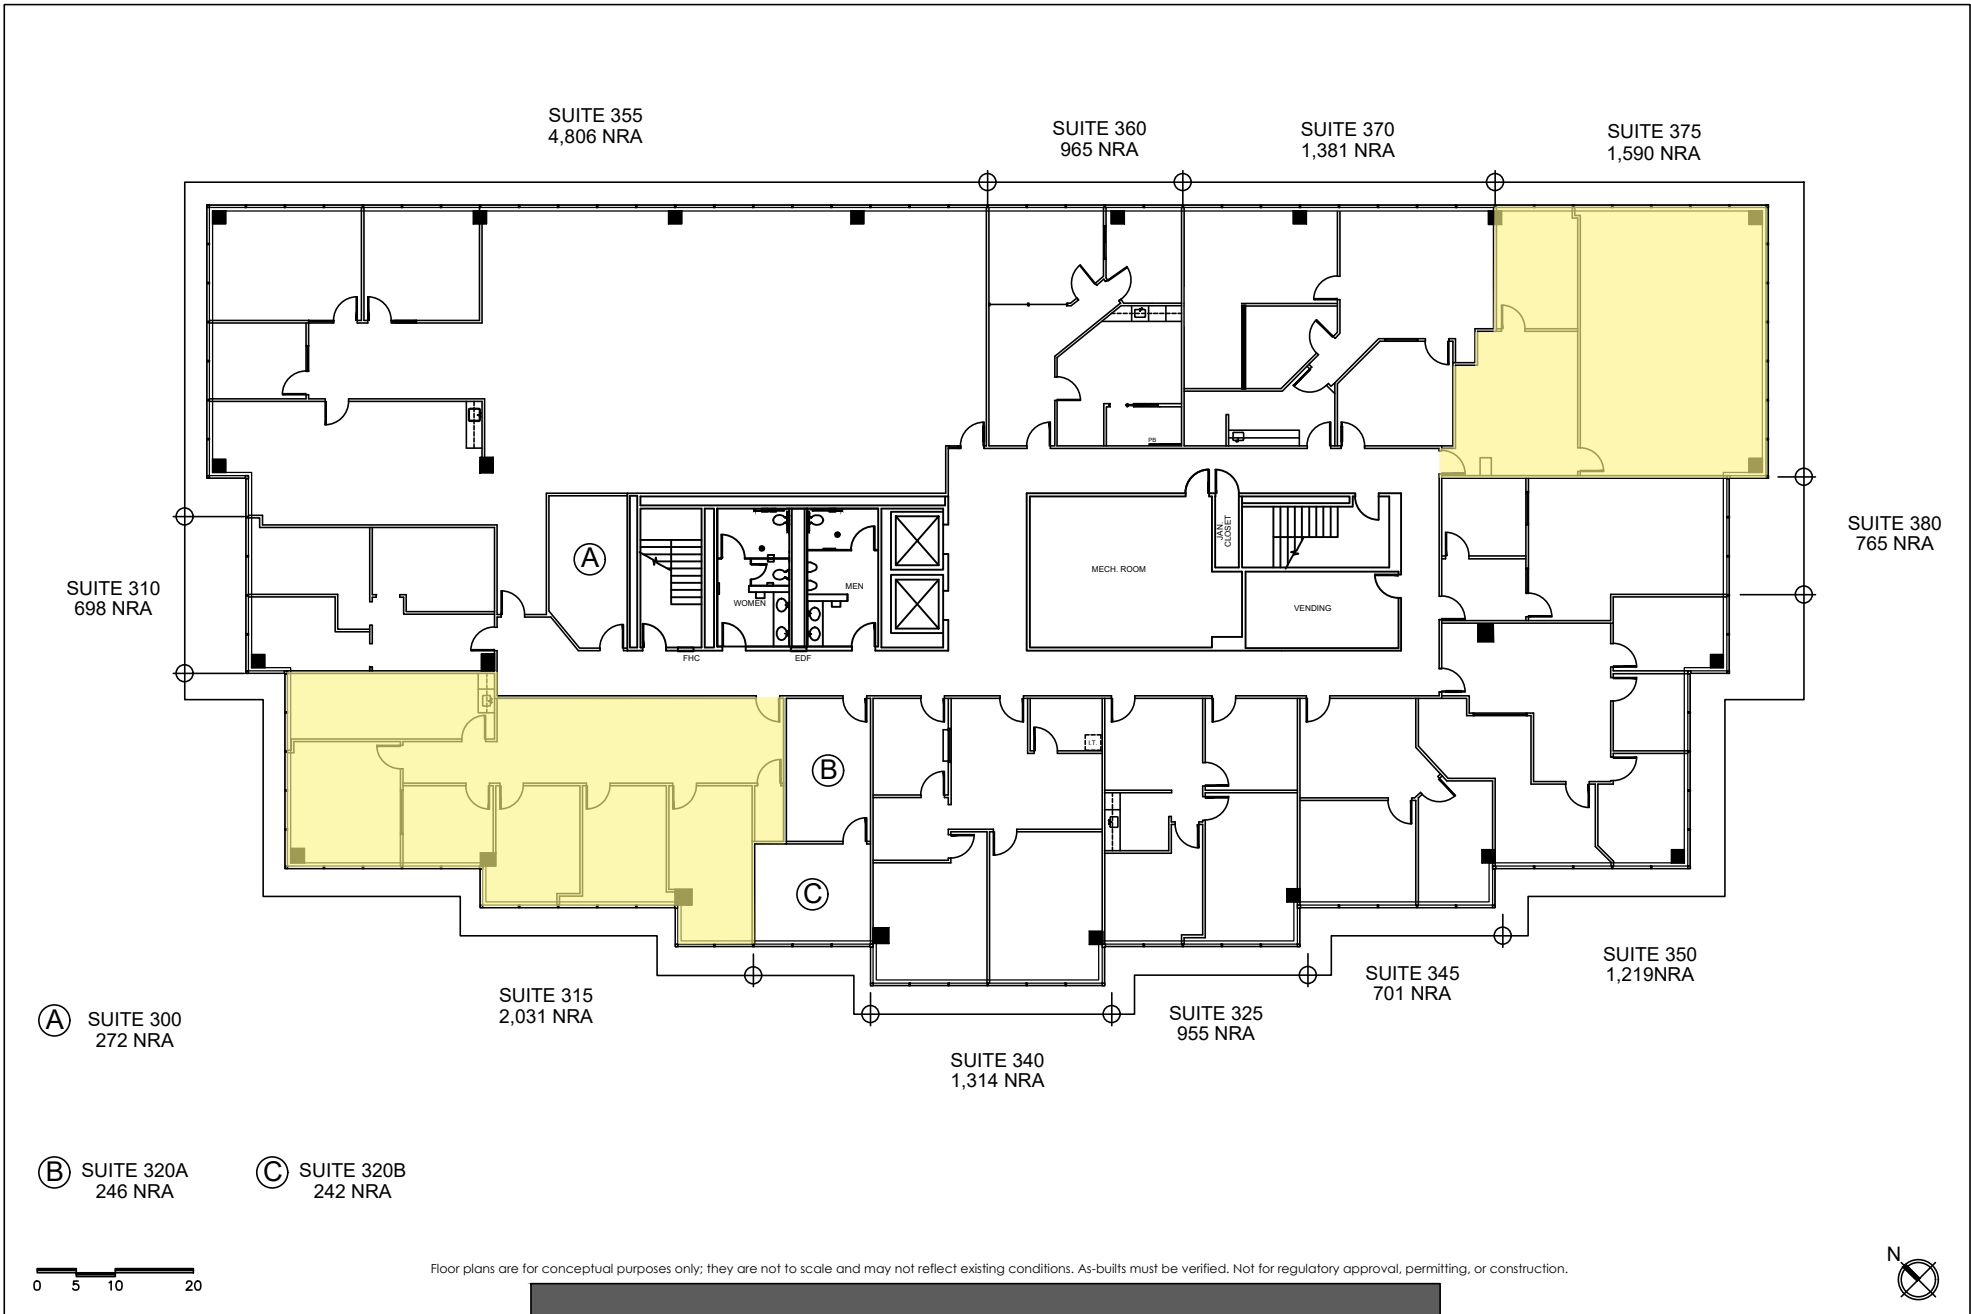 SUITE 355
4,806 NRA
SUITE 360
965 NRA
SUITE 370
1,381 NRA
SUITE 375
1,590 NRA
PB
SUITE 380
765 NRA
JAN.
CLOSET
A
MECH. ROOM
SUITE 310
698 NRA
WOMEN
MEN
VENDING
FHC
EDF
I.T.
B
C
SUITE 315
2,031 NRA
SUITE 340
1,314 NRA
SUITE 325
955 NRA
SUITE 345
701 NRA
SUITE 350
1,219NRA
A SUITE 300
272 NRA
B SUITE 320A
246 NRA
C SUITE 320B
242 NRA
0 5 10 20
Floor plans are for conceptual purposes only; they are not to scale and may not reflect existing conditions. As-builts must be verified. Not for regulatory approval, permitting, or construction.
N